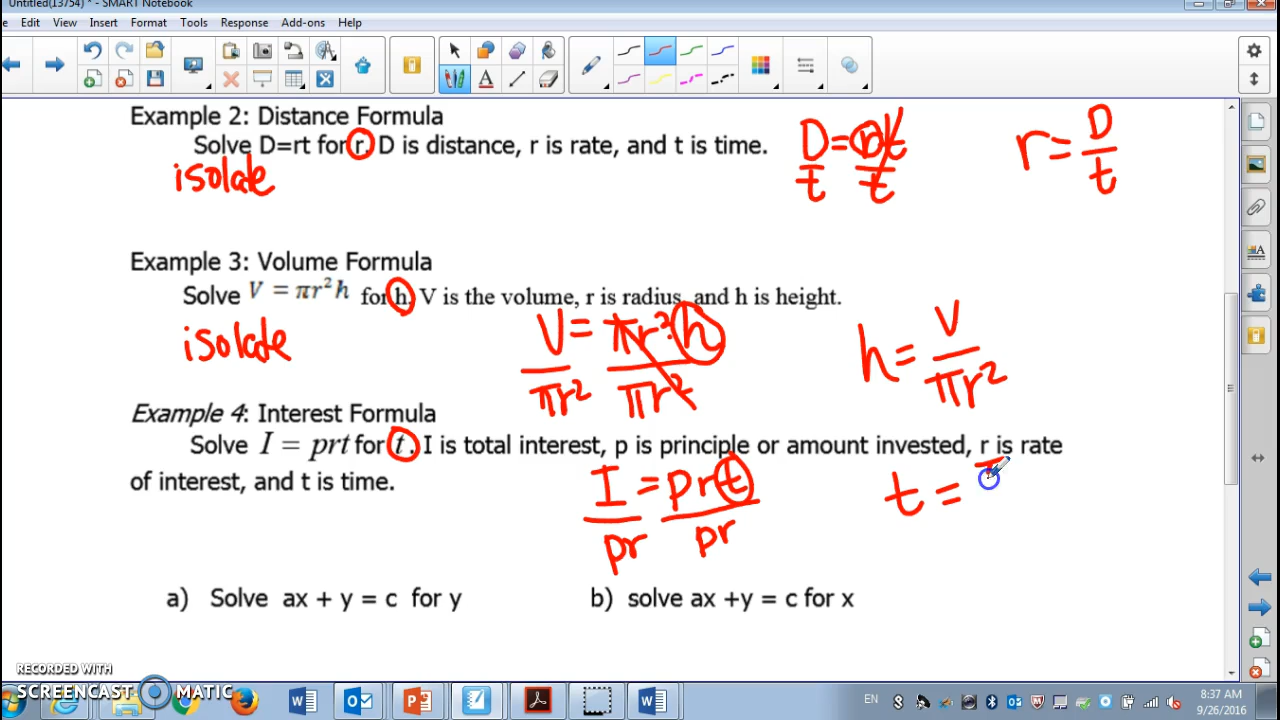 Untitled(13754) * - SMART Notebook
Edit View Insert Format Tools Response Add-ons Help
Example 2: Distance Formula
Solve D=rt for r. D is distance, r is rate, and t is time.
isolate
D = rt
t t
r = D
t
Example 3: Volume Formula
Solve V = πr²h for h. V is the volume, r is radius, and h is height.
isolate
V = πr²·h
πr² πr²
h = V
πr²
Example 4: Interest Formula
Solve I = prt for t. I is total interest, p is principle or amount invested, r is rate
of interest, and t is time.
I = prt
pr pr
t =
a) Solve ax + y = c for y
b) solve ax +y = c for x
RECORDED WITH
SCREENCAST MATIC
EN
8:37 AM
9/26/2016